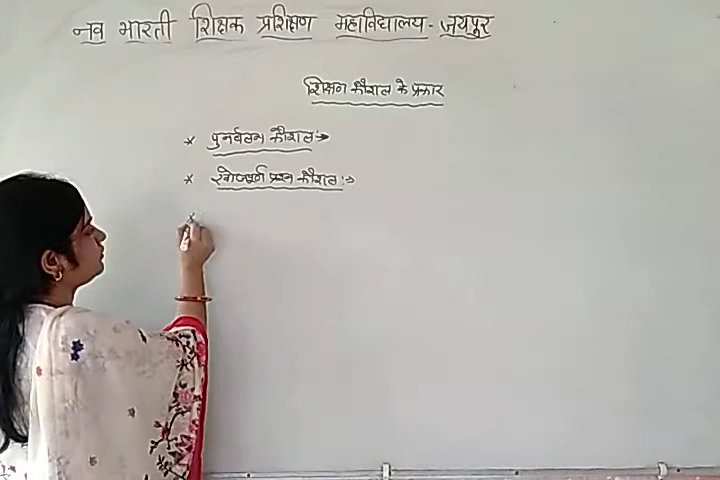 नव भारती शिक्षक प्रशिक्षण महाविद्यालय - जयपुर
शिक्षण कौशल के प्रकार
* पुनर्बलन कौशल :→
* खोजपूर्ण प्रश्न कौशल :→
*